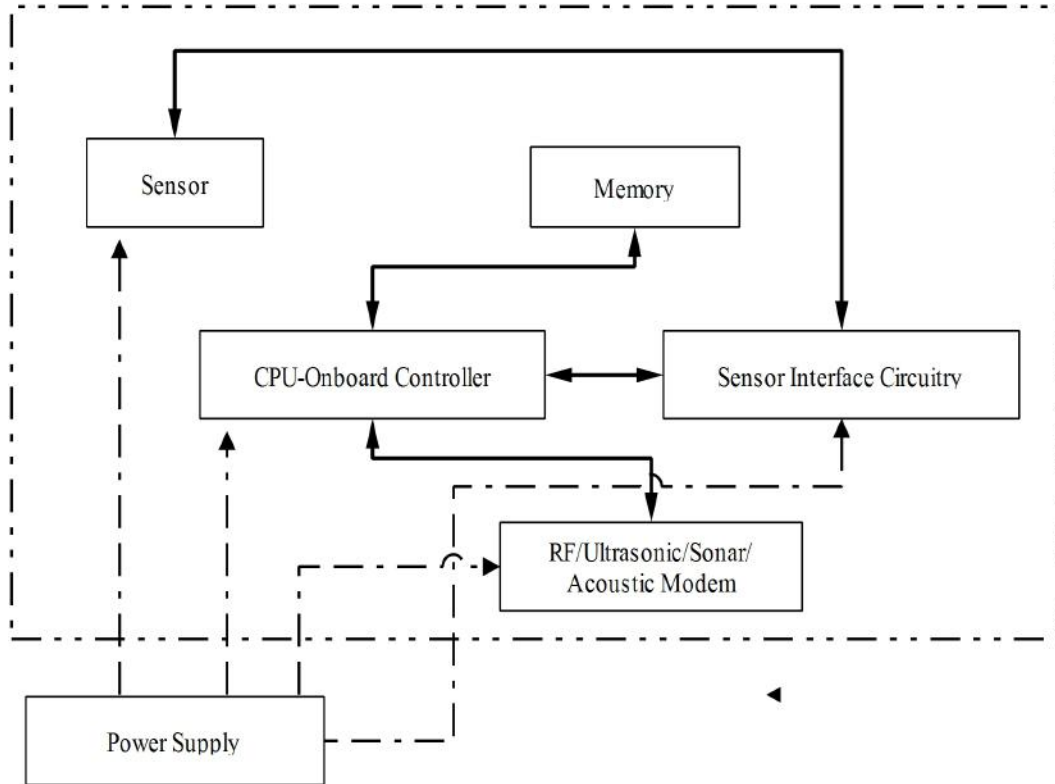 Sensor
Memory
CPU-Onboard Controller
Sensor Interface Circuitry
RF/Ultrasonic/Sonar/
Acoustic Modem
Power Supply